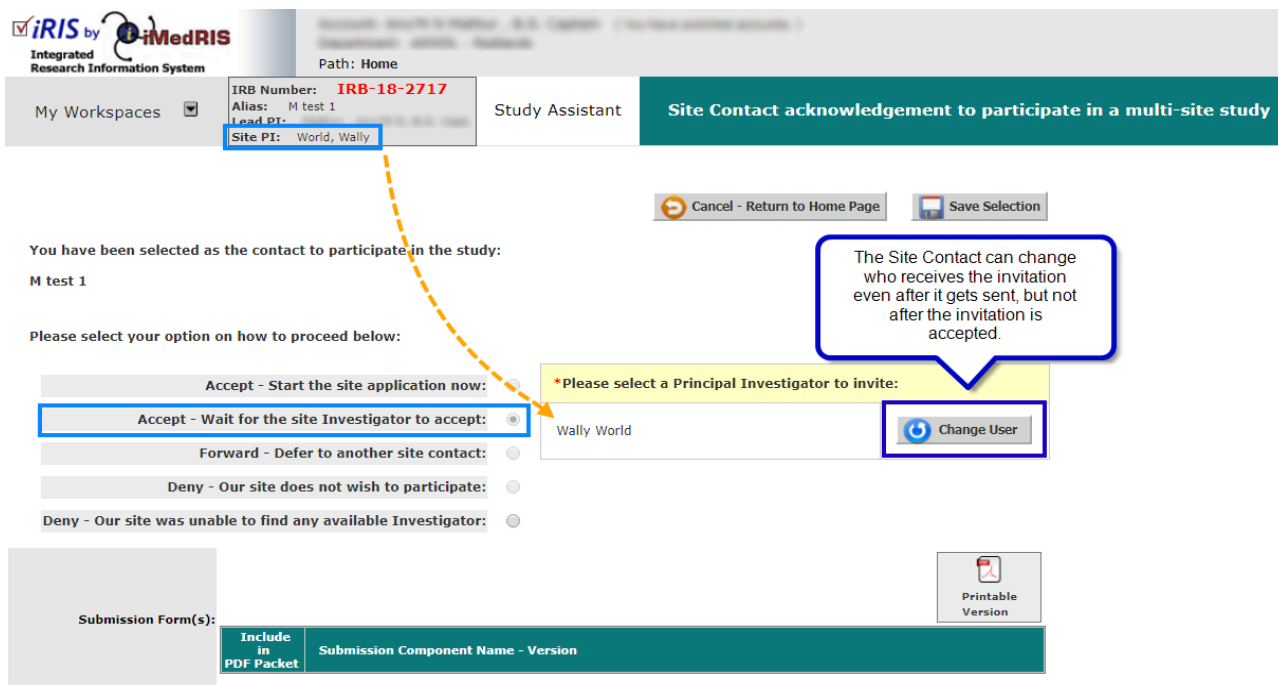 iRIS by iMedRIS
Integrated
Research Information System
Path: Home
My Workspaces
IRB Number: IRB-18-2717
Alias: M test 1
Lead PI:
Site PI: World, Wally
Study Assistant
Site Contact acknowledgement to participate in a multi-site study
Cancel - Return to Home Page
Save Selection
You have been selected as the contact to participate in the study:
M test 1
The Site Contact can change
who receives the invitation
even after it gets sent, but not
after the invitation is
accepted.
Please select your option on how to proceed below:
Accept - Start the site application now:
Accept - Wait for the site Investigator to accept:
Forward - Defer to another site contact:
Deny - Our site does not wish to participate:
Deny - Our site was unable to find any available Investigator:
*Please select a Principal Investigator to invite:
Wally World
Change User
Printable
Version
Submission Form(s):
Include
in
PDF Packet
Submission Component Name - Version